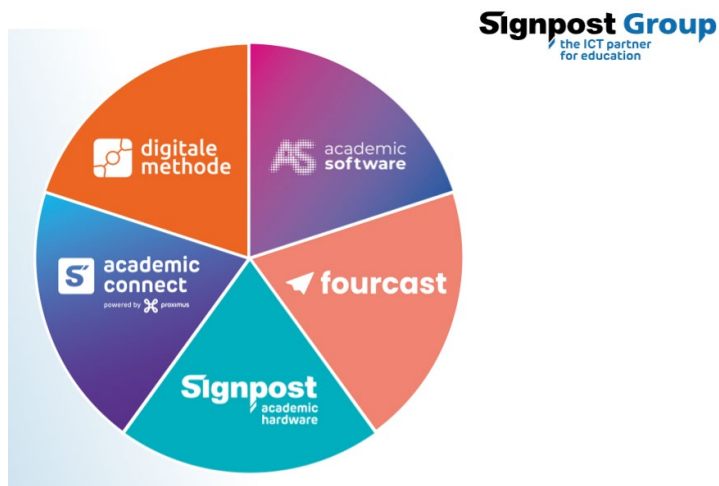 Signpost Group
the ICT partner
for education
digitale
methode
AS academic
software
academic
connect
powered by proximus
fourcast
Signpost
academic
hardware